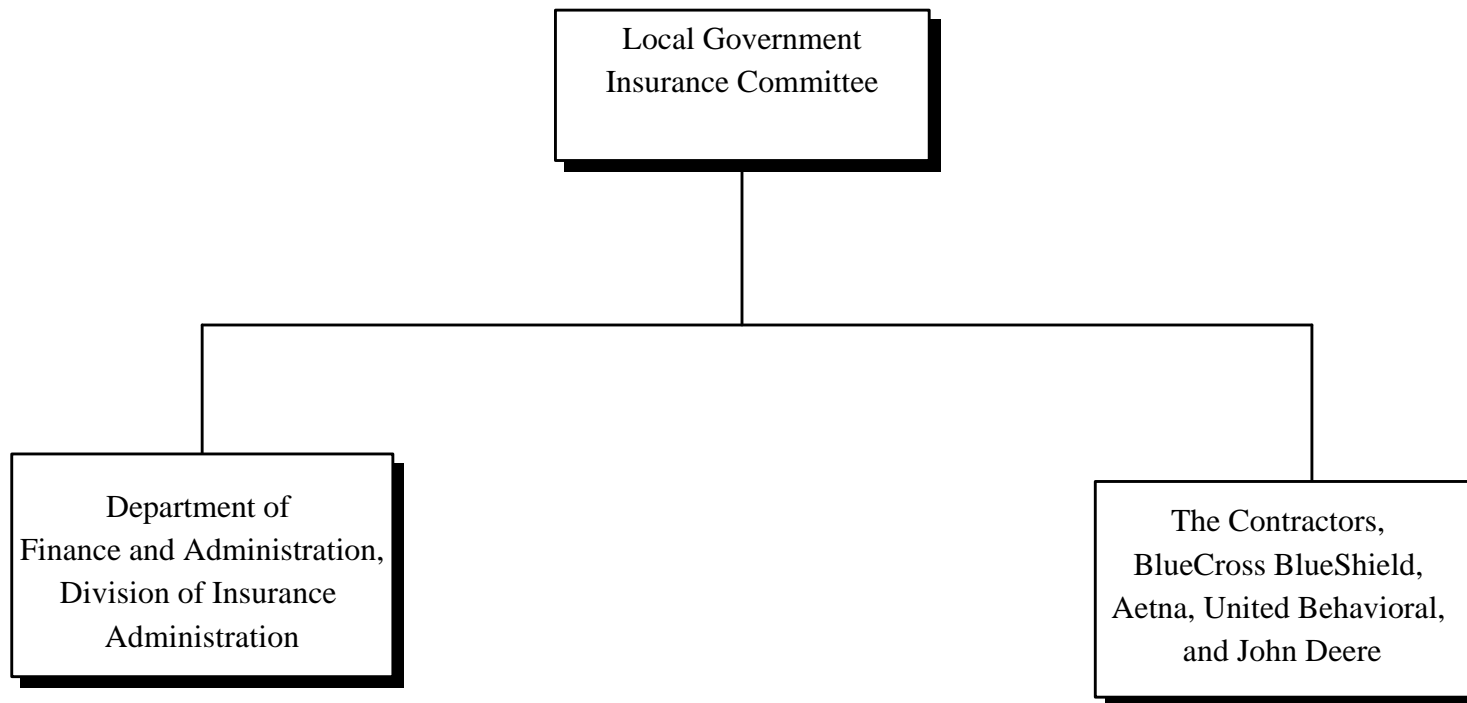 Local Government
Insurance Committee
Department of
Finance and Administration,
Division of Insurance
Administration
The Contractors,
BlueCross BlueShield,
Aetna, United Behavioral,
and John Deere